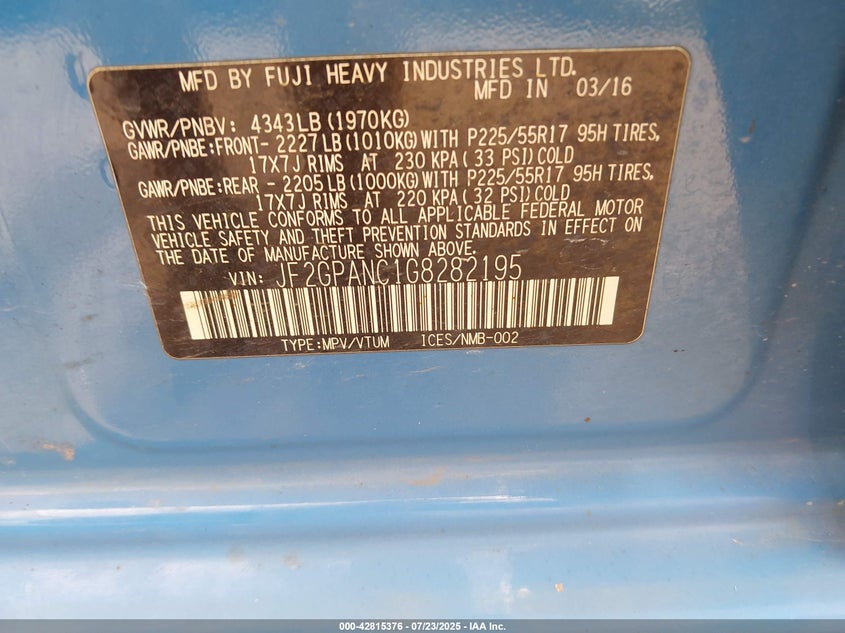 MFD BY FUJI HEAVY INDUSTRIES LTD.
MFD IN 03/16
GVWR/PNBV: 4343LB (1970KG)
GAWR/PNBE:FRONT- 2227 LB (1010KG) WITH P225/55R17 95H TIRES,
17X7J RIMS AT 230 KPA (33 PSI) COLD
GAWR/PNBE:REAR - 2205 LB (1000KG) WITH P225/55R17 95H TIRES,
17X7J RIMS AT 220 KPA (32 PSI) COLD
THIS VEHICLE CONFORMS TO ALL APPLICABLE FEDERAL MOTOR
VEHICLE SAFETY AND THEFT PREVENTION STANDARDS IN EFFECT ON
THE DATE OF MANUFACTURE SHOWN ABOVE.
VIN: JF2GPANC1G8282195
TYPE:MPV/VTUM ICES/NMB-002
000-42815376 | 07/23/2025 - IAA Inc.